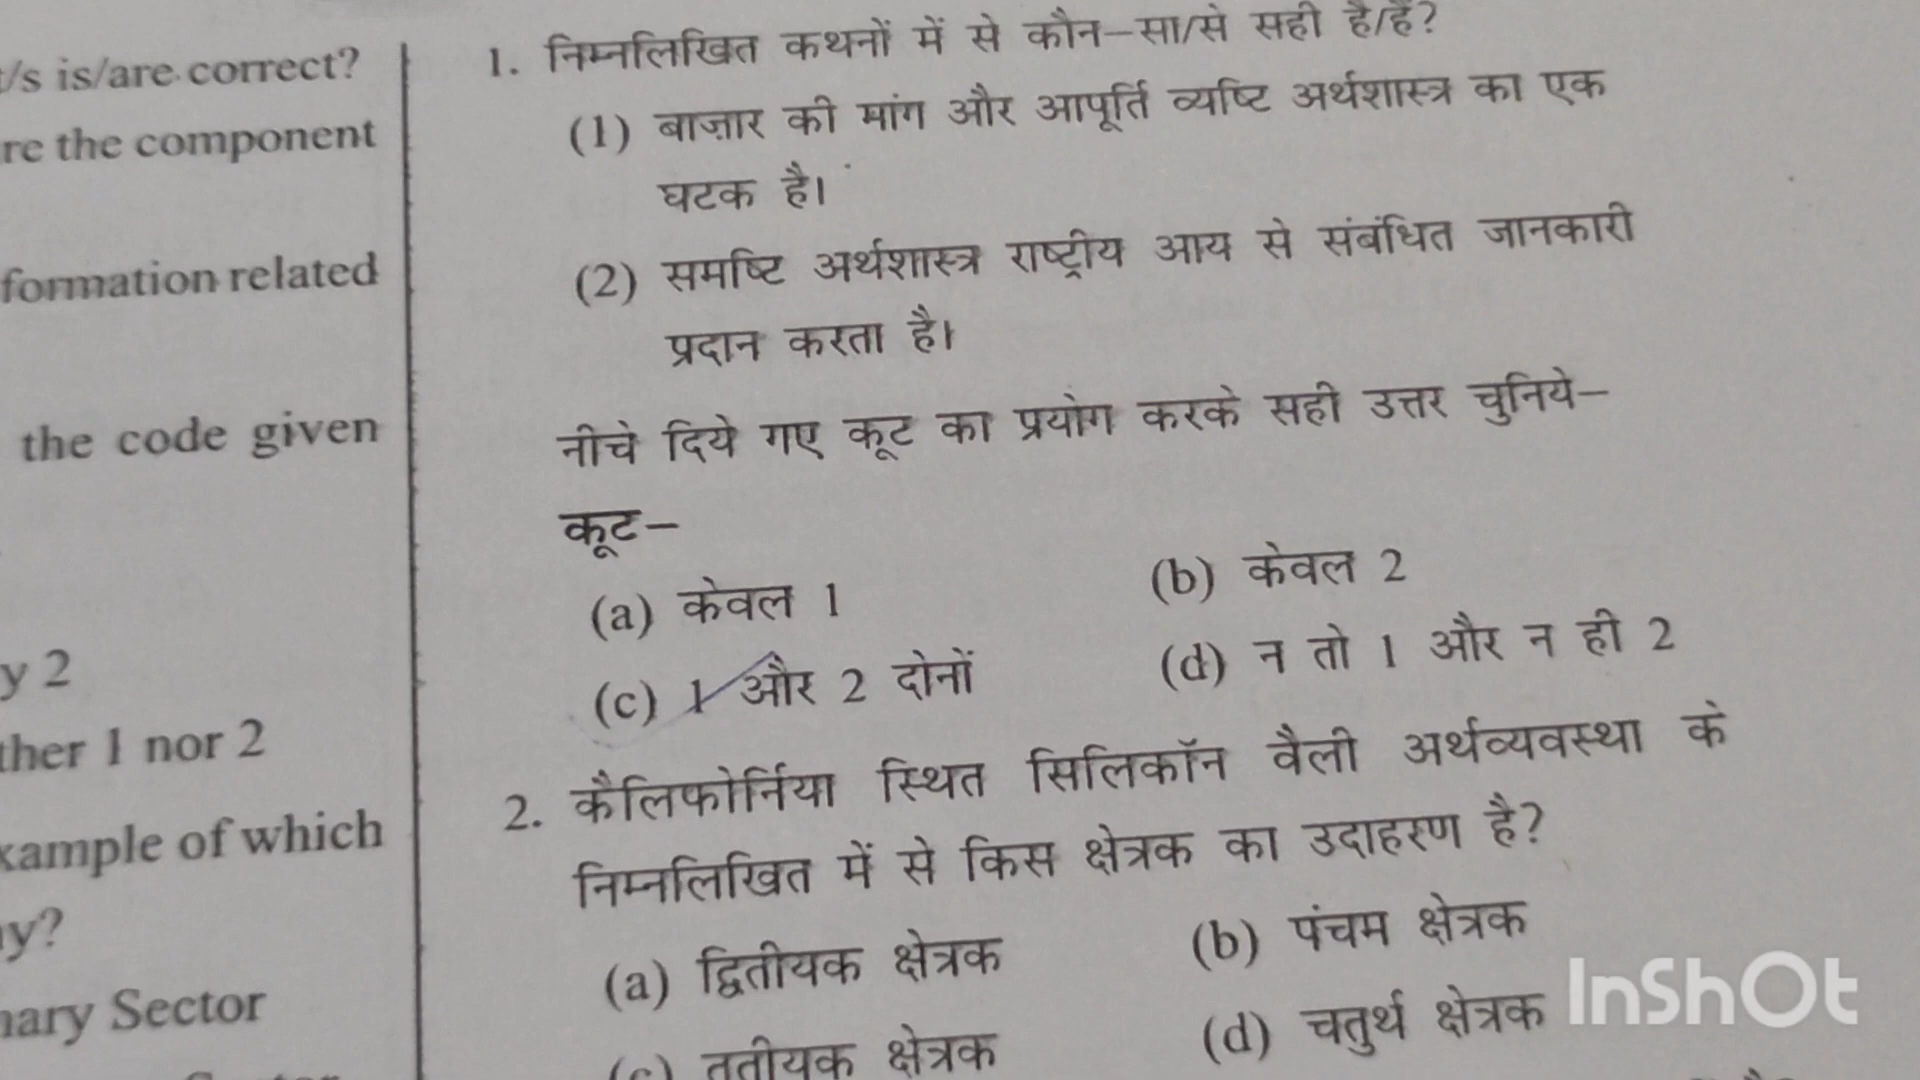 /s is/are correct?
re the component
formation related
the code given
y 2
ther 1 nor 2
xample of which
y?
nary Sector
1. निम्नलिखित कथनों में से कौन-सा/से सही है/हैं?
(1) बाज़ार की मांग और आपूर्ति व्यष्टि अर्थशास्त्र का एक
घटक है।
(2) समष्टि अर्थशास्त्र राष्ट्रीय आय से संबंधित जानकारी
प्रदान करता है।
नीचे दिये गए कूट का प्रयोग करके सही उत्तर चुनिये-
कूट-
(a) केवल 1 (b) केवल 2
(c) 1 और 2 दोनों (d) न तो 1 और न ही 2
2. कैलिफोर्निया स्थित सिलिकॉन वैली अर्थव्यवस्था के
निम्नलिखित में से किस क्षेत्रक का उदाहरण है?
(a) द्वितीयक क्षेत्रक (b) पंचम क्षेत्रक
(c) तृतीयक क्षेत्रक (d) चतुर्थ क्षेत्रक
InShOt